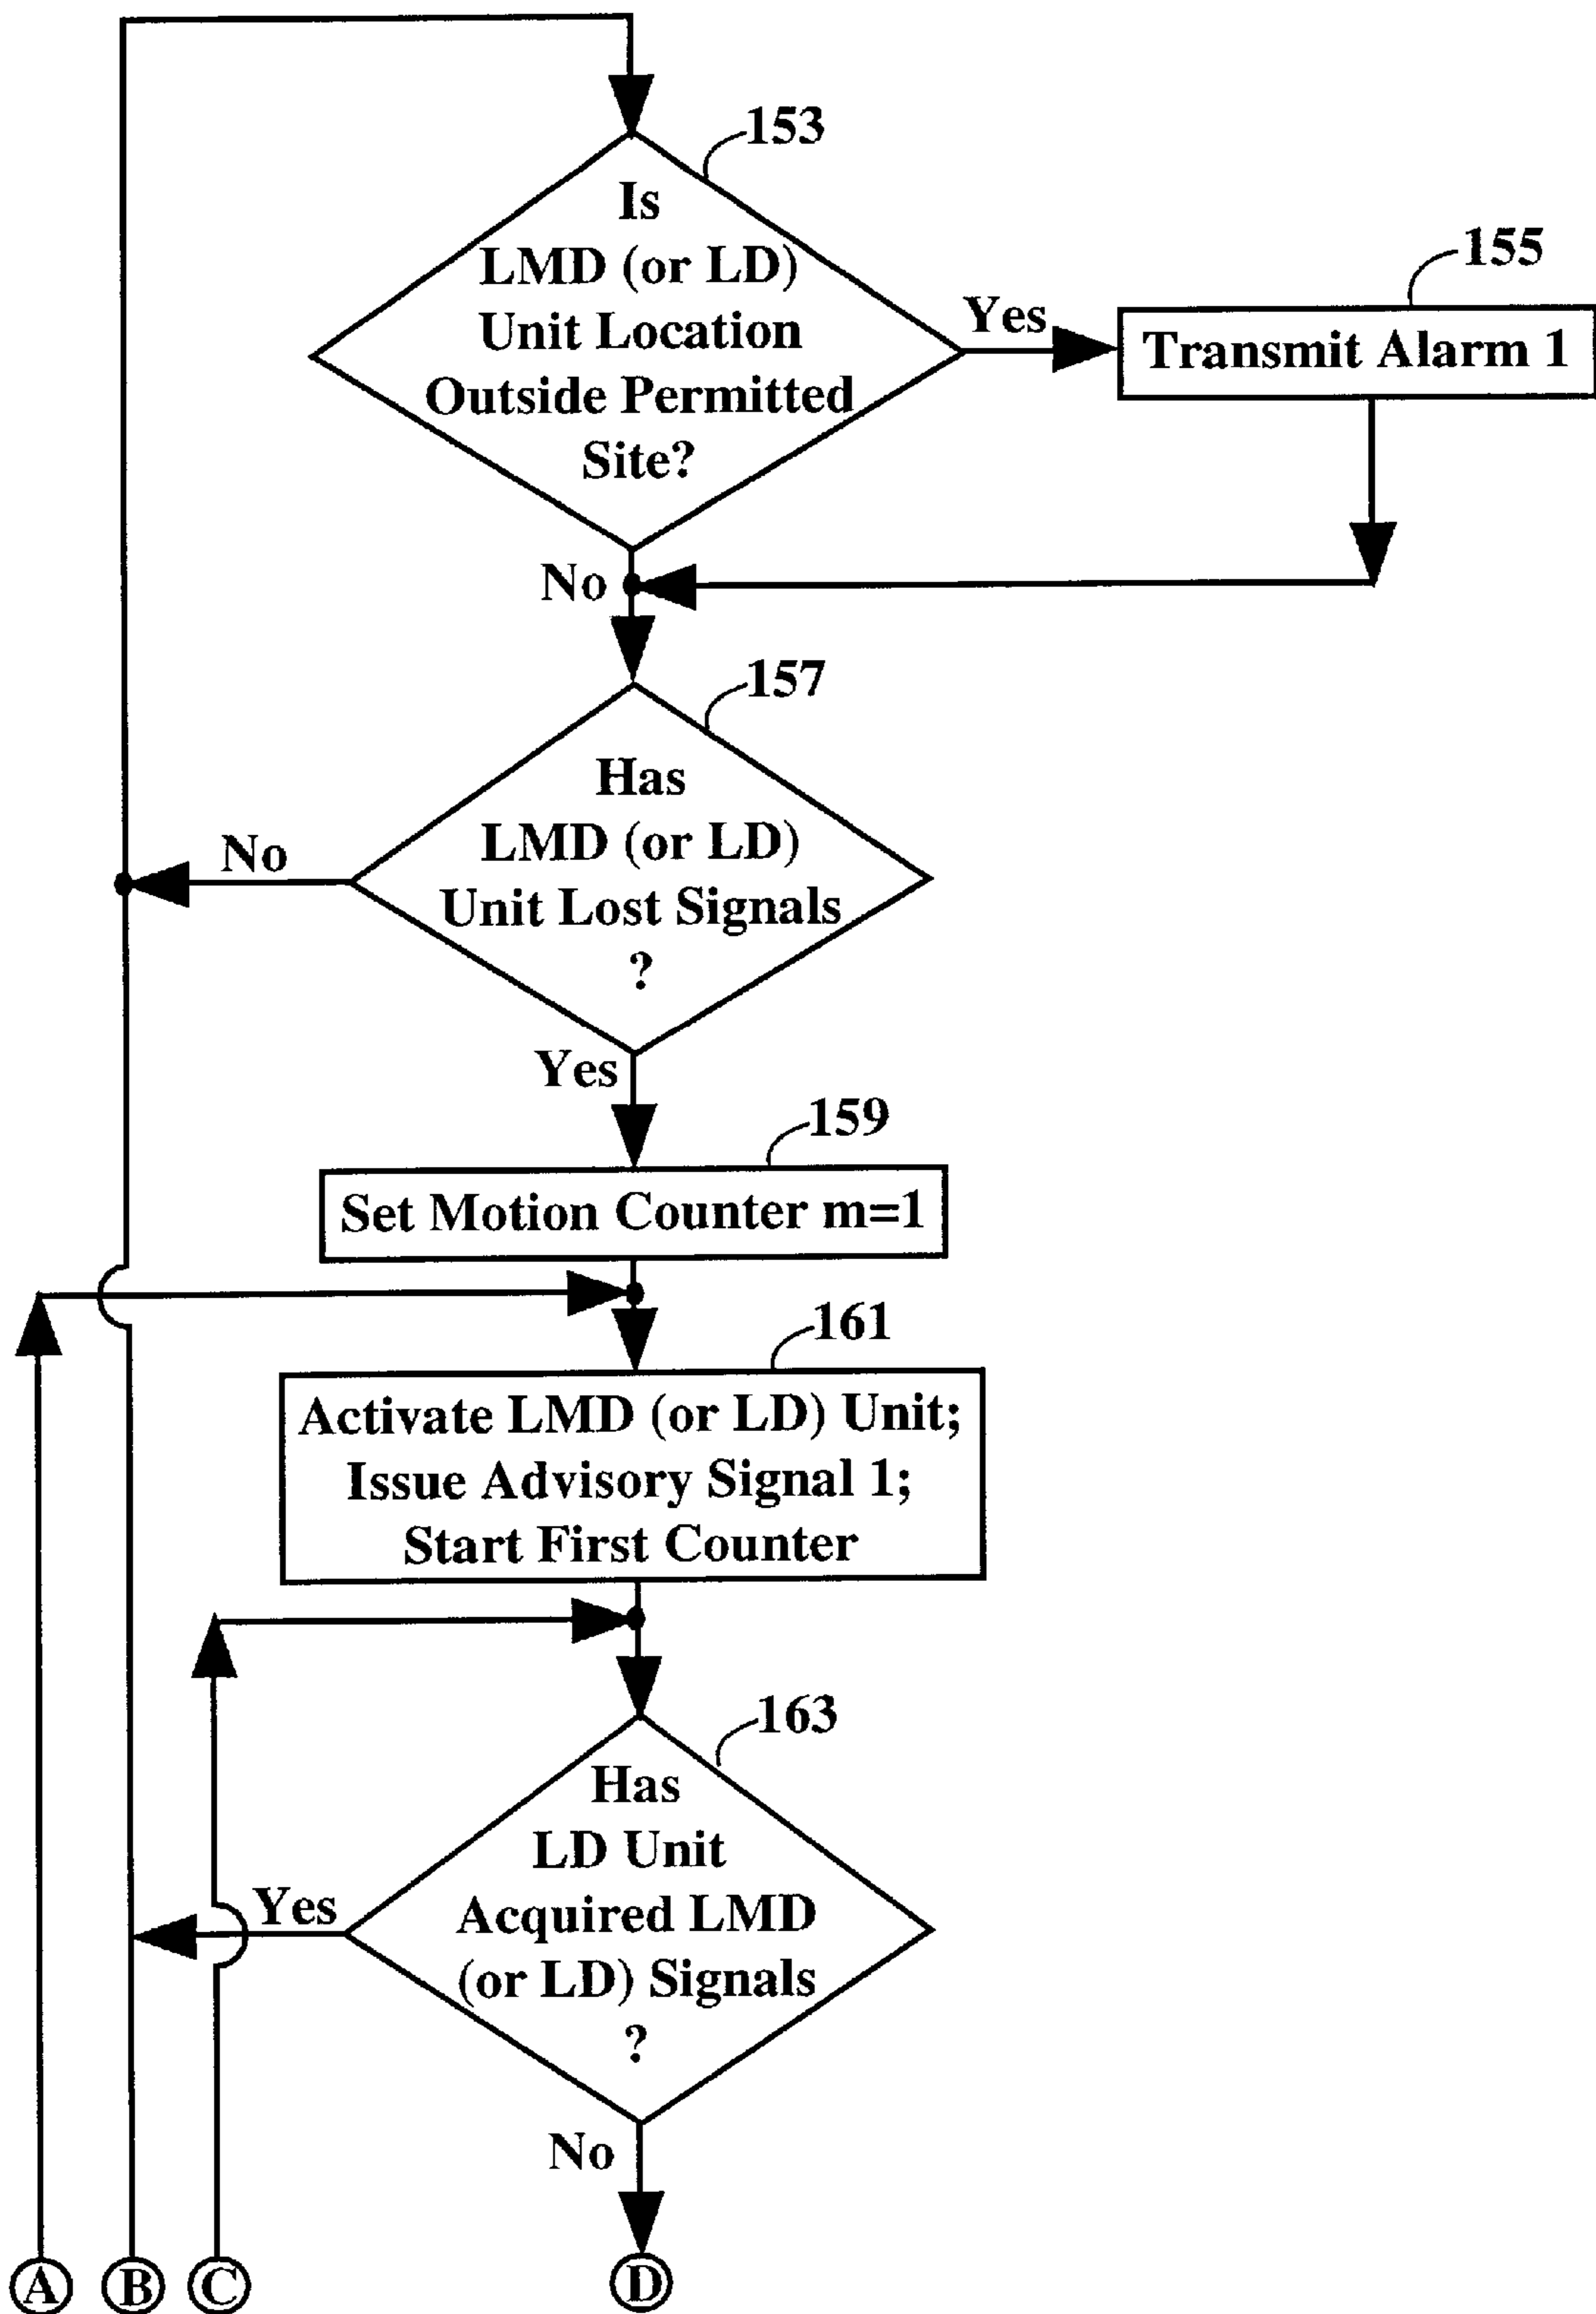 153
Is
LMD (or LD)
Unit Location
Outside Permitted
Site?
Yes
155
Transmit Alarm 1
No
157
Has
LMD (or LD)
Unit Lost Signals
?
No
Yes
159
Set Motion Counter m=1
161
Activate LMD (or LD) Unit;
Issue Advisory Signal 1;
Start First Counter
163
Has
LD Unit
Acquired LMD
(or LD) Signals
?
Yes
No
A B C D